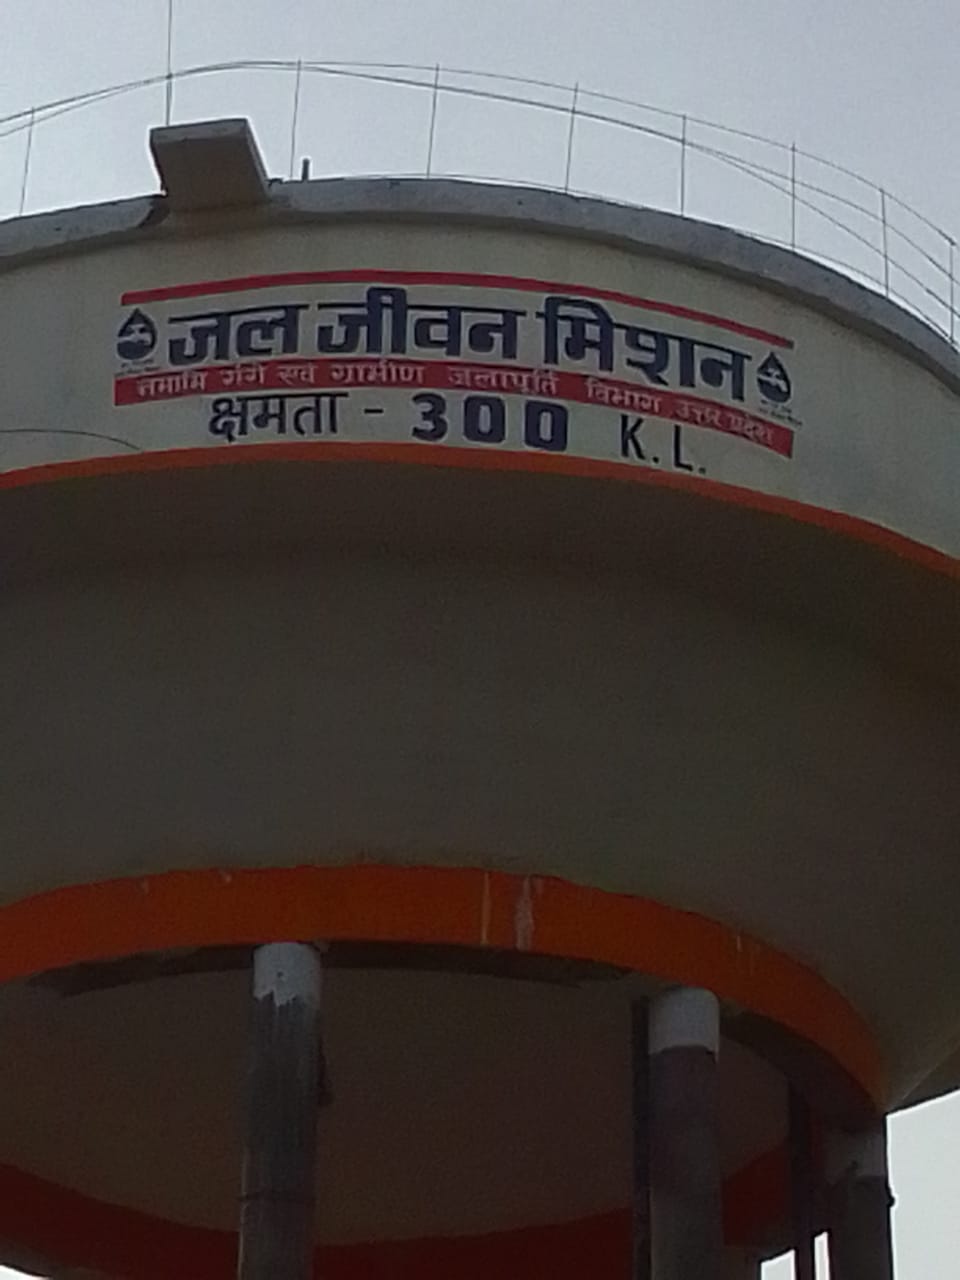 जल जीवन मिशन
नमामि गंगे एवं ग्रामीण जलापूर्ति विभाग उत्तर प्रदेश
क्षमता - 300 K.L.